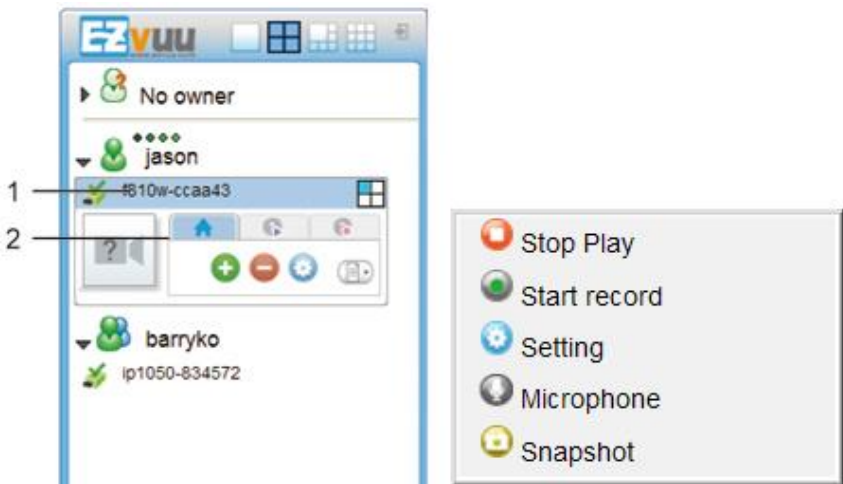 EZvuu
No owner
jason
1
f810w-ccaa43
2
?
barryko
ip1050-834572
Stop Play
Start record
Setting
Microphone
Snapshot